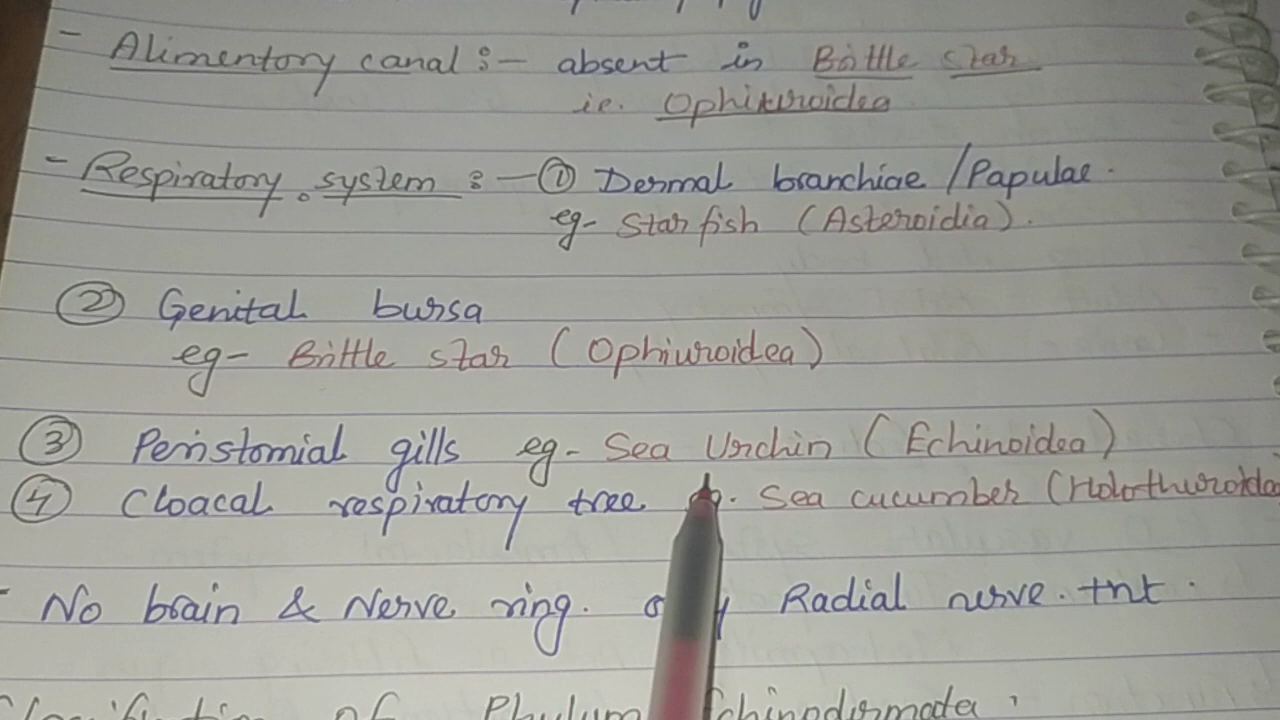 - Alimentory canal :- absent in Brittle star
ie. Ophiuroidea
- Respiratory system :- ① Dermal branchiae / Papulae.
eg- Starfish (Asteroidia).
② Genital bursa
eg- Brittle star (Ophiuroidea)
③ Peristomial gills eg- Sea Urchin (Echinoidea)
④ Cloacal respiratory tree. Sea cucumber (Holothuroidea
- No brain & Nerve ring. Radial nerve. tnt.
of Phylum